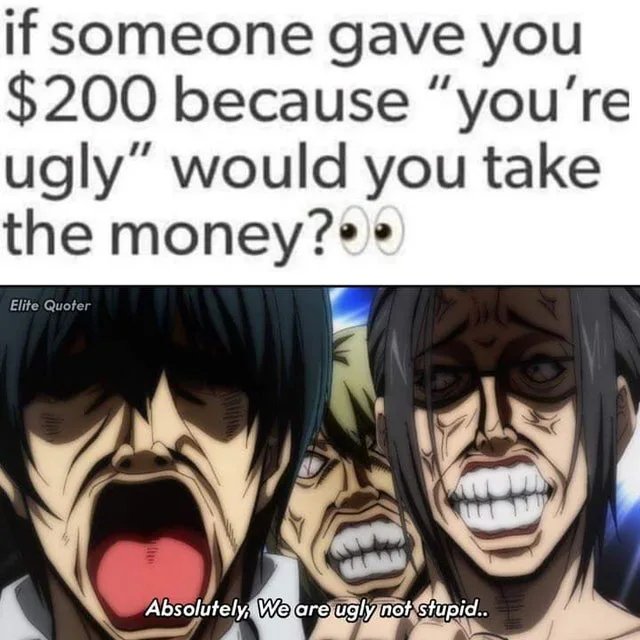 if someone gave you
$200 because “you’re
ugly” would you take
the money?👀
Elite Quoter
Absolutely, We are ugly not stupid..